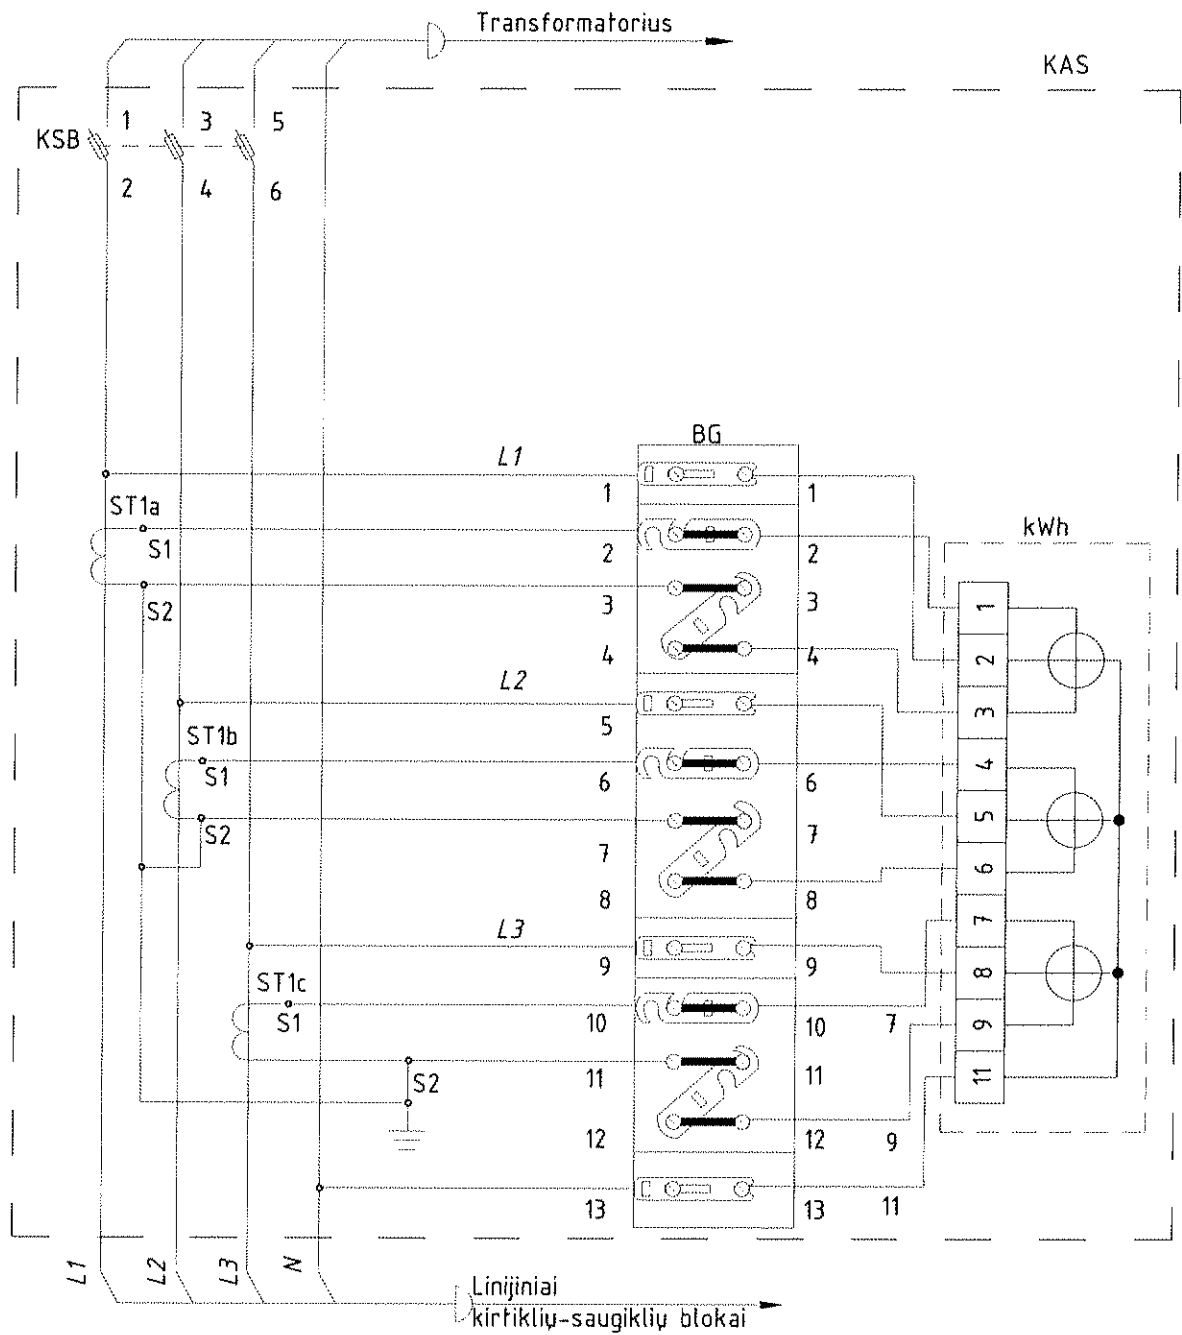 Transformatorius
KAS
KSB
1 3 5
2 4 6
BG
L1
1 1
ST1a
S1
2 2
kWh
S2
3 3
1
4 4
2
L2
3
5
ST1b
S1
4
6 6
5
S2
7 7
6
8 8
7
L3
9 9
8
ST1c
S1
10 10 7
9
11 11
S2
11
12 12 9
13 13 11
L1 L2 L3 N
Linijiniai
kirtiklių-saugiklių blokai